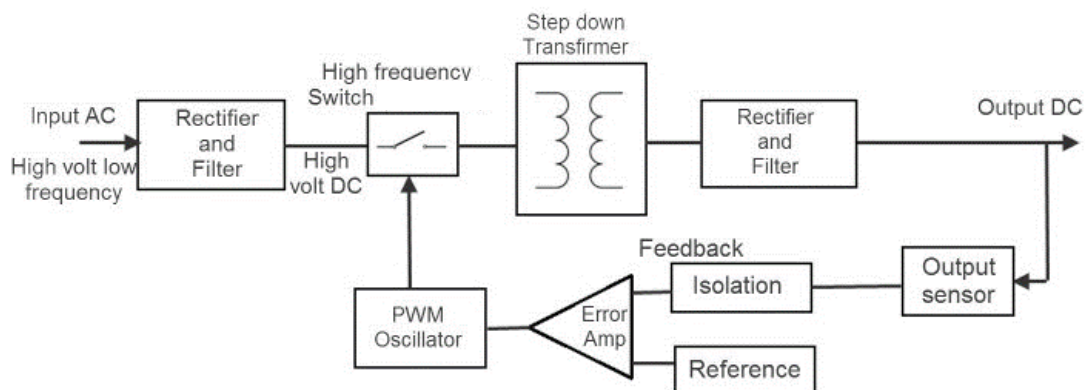 Step down
Transfirmer
High frequency
Switch
Input AC
High volt low
frequency
Rectifier
and
Filter
High
volt DC
Rectifier
and
Filter
Output DC
Feedback
Isolation
Output
sensor
PWM
Oscillator
Error
Amp
Reference